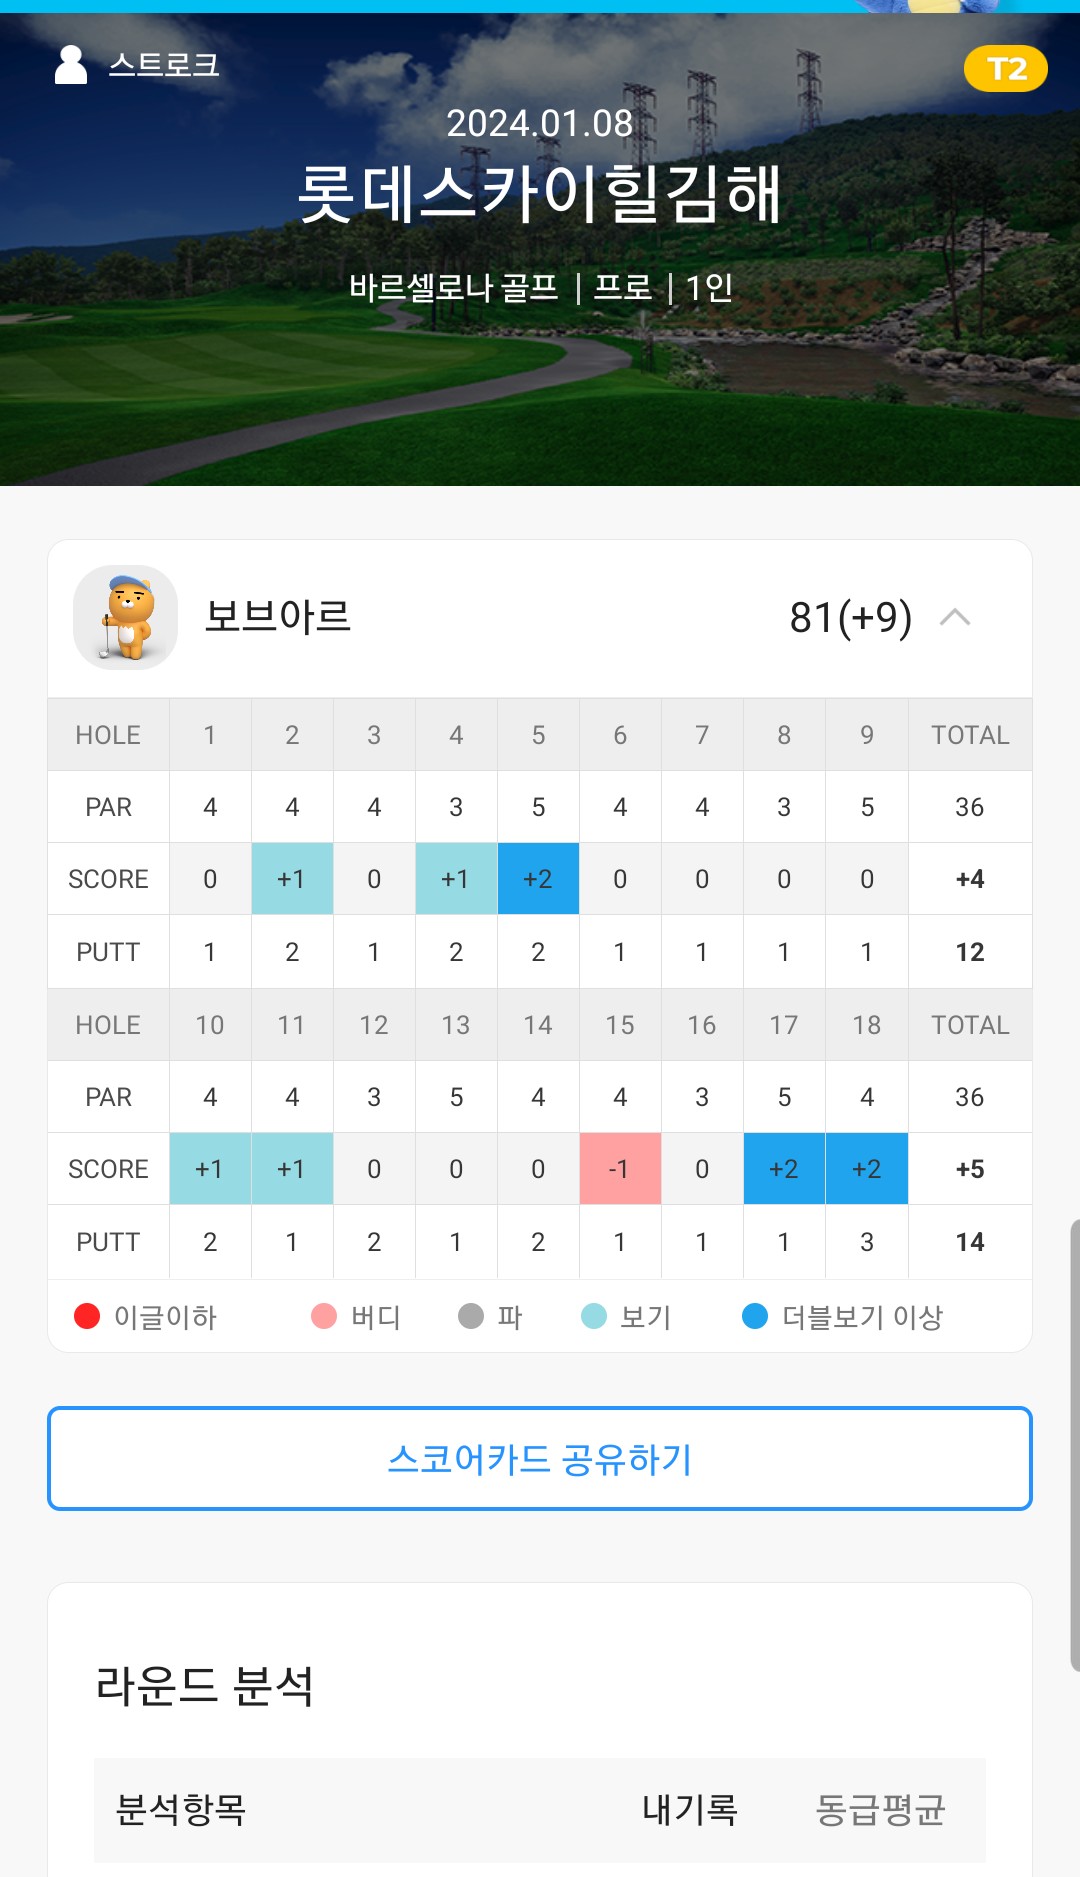 스트로크
T2
2024.01.08
롯데스카이힐김해
바르셀로나 골프 | 프로 | 1인
보브아르 81(+9)
HOLE 1 2 3 4 5 6 7 8 9 TOTAL
PAR 4 4 4 3 5 4 4 3 5 36
SCORE 0 +1 0 +1 +2 0 0 0 0 +4
PUTT 1 2 1 2 2 1 1 1 1 12
HOLE 10 11 12 13 14 15 16 17 18 TOTAL
PAR 4 4 3 5 4 4 3 5 4 36
SCORE +1 +1 0 0 0 -1 0 +2 +2 +5
PUTT 2 1 2 1 2 1 1 1 3 14
이글이하 버디 파 보기 더블보기 이상
스코어카드 공유하기
라운드 분석
분석항목 내기록 동급평균